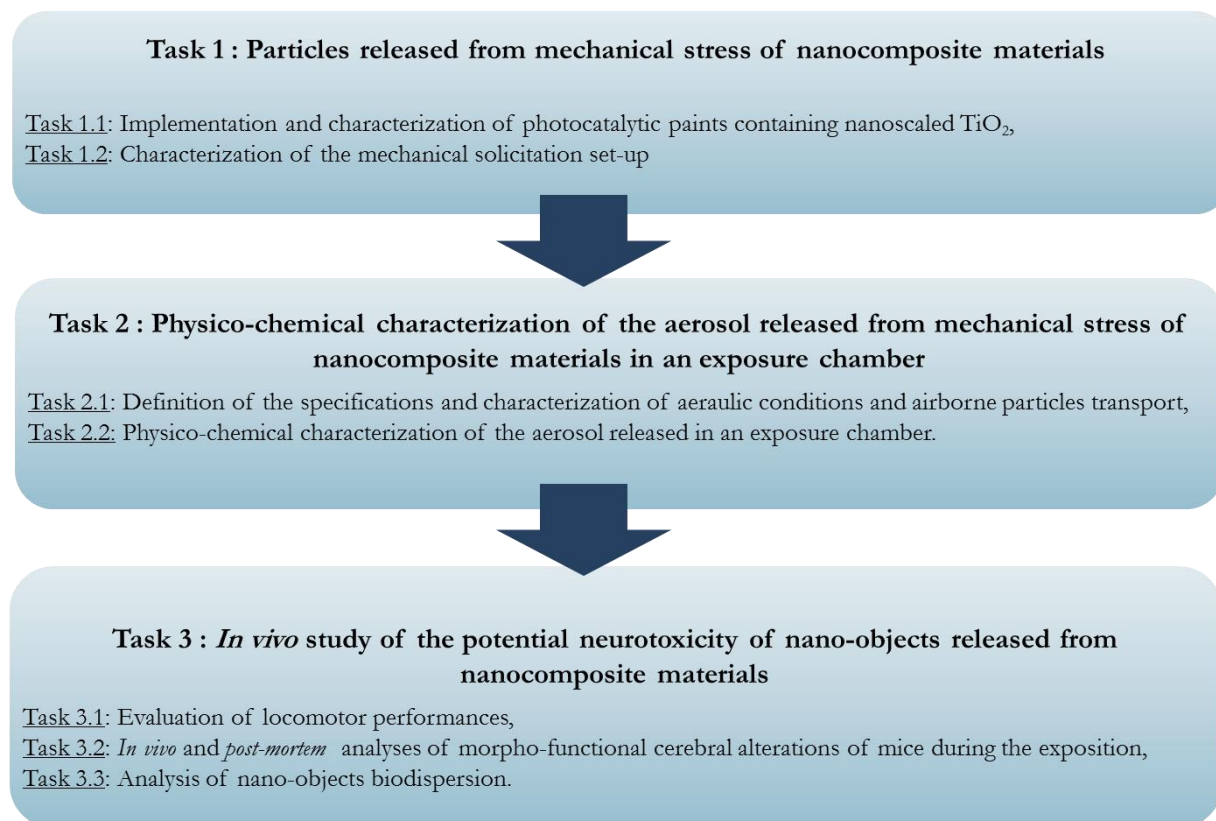 Task 1 : Particles released from mechanical stress of nanocomposite materials
Task 1.1: Implementation and characterization of photocatalytic paints containing nanoscaled TiO₂,
Task 1.2: Characterization of the mechanical solicitation set-up
Task 2 : Physico-chemical characterization of the aerosol released from mechanical stress of
nanocomposite materials in an exposure chamber
Task 2.1: Definition of the specifications and characterization of aeraulic conditions and airborne particles transport,
Task 2.2: Physico-chemical characterization of the aerosol released in an exposure chamber.
Task 3 : In vivo study of the potential neurotoxicity of nano-objects released from
nanocomposite materials
Task 3.1: Evaluation of locomotor performances,
Task 3.2: In vivo and post-mortem analyses of morpho-functional cerebral alterations of mice during the exposition,
Task 3.3: Analysis of nano-objects biodispersion.